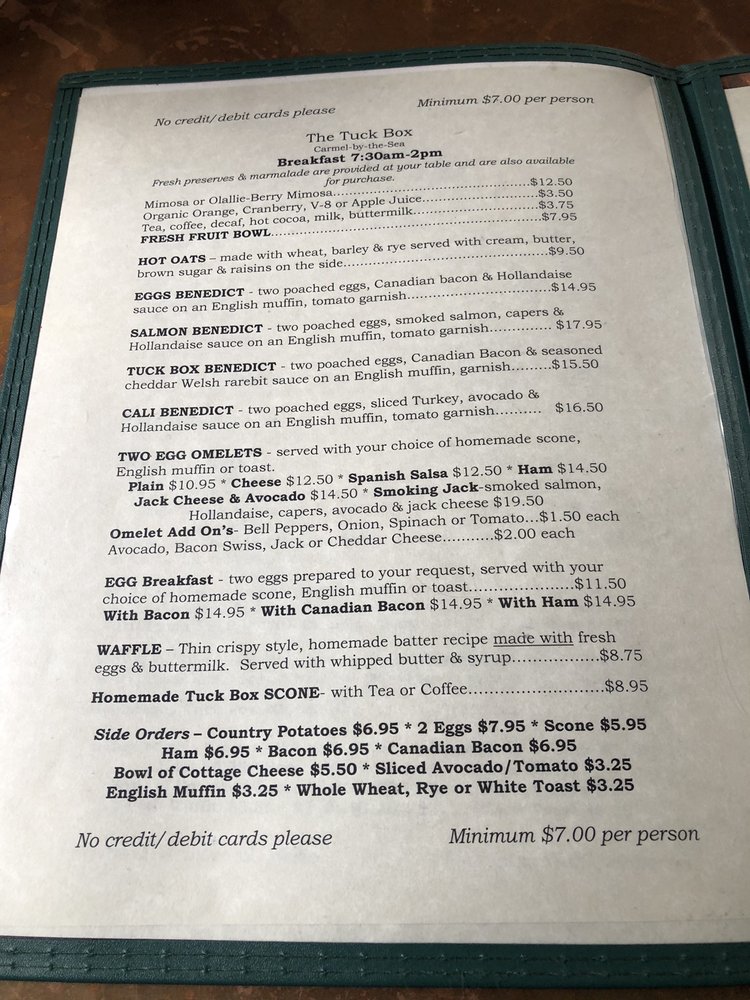 No credit/debit cards please Minimum $7.00 per person
The Tuck Box
Carmel-by-the-Sea
Breakfast 7:30am-2pm
Fresh preserves & marmalade are provided at your table and are also available
for purchase.
Mimosa or Olallie-Berry Mimosa...............................................$12.50
Organic Orange, Cranberry, V-8 or Apple Juice............................$3.50
Tea, coffee, decaf, hot cocoa, milk, buttermilk..............................$3.75
FRESH FRUIT BOWL..............................................................$7.95
HOT OATS – made with wheat, barley & rye served with cream, butter,
brown sugar & raisins on the side................................................$9.50
EGGS BENEDICT - two poached eggs, Canadian bacon & Hollandaise
sauce on an English muffin, tomato garnish.................................$14.95
SALMON BENEDICT - two poached eggs, smoked salmon, capers &
Hollandaise sauce on an English muffin, tomato garnish............. $17.95
TUCK BOX BENEDICT - two poached eggs, Canadian Bacon & seasoned
cheddar Welsh rarebit sauce on an English muffin, garnish.........$15.50
CALI BENEDICT - two poached eggs, sliced Turkey, avocado &
Hollandaise sauce on an English muffin, tomato garnish.......... $16.50
TWO EGG OMELETS - served with your choice of homemade scone,
English muffin or toast.
Plain $10.95 * Cheese $12.50 * Spanish Salsa $12.50 * Ham $14.50
Jack Cheese & Avocado $14.50 * Smoking Jack-smoked salmon,
Hollandaise, capers, avocado & jack cheese $19.50
Omelet Add On's- Bell Peppers, Onion, Spinach or Tomato...$1.50 each
Avocado, Bacon Swiss, Jack or Cheddar Cheese...........$2.00 each
EGG Breakfast - two eggs prepared to your request, served with your
choice of homemade scone, English muffin or toast.....................$11.50
With Bacon $14.95 * With Canadian Bacon $14.95 * With Ham $14.95
WAFFLE – Thin crispy style, homemade batter recipe made with fresh
eggs & buttermilk. Served with whipped butter & syrup.................$8.75
Homemade Tuck Box SCONE- with Tea or Coffee...........................$8.95
Side Orders – Country Potatoes $6.95 * 2 Eggs $7.95 * Scone $5.95
Ham $6.95 * Bacon $6.95 * Canadian Bacon $6.95
Bowl of Cottage Cheese $5.50 * Sliced Avocado/Tomato $3.25
English Muffin $3.25 * Whole Wheat, Rye or White Toast $3.25
No credit/debit cards please Minimum $7.00 per person